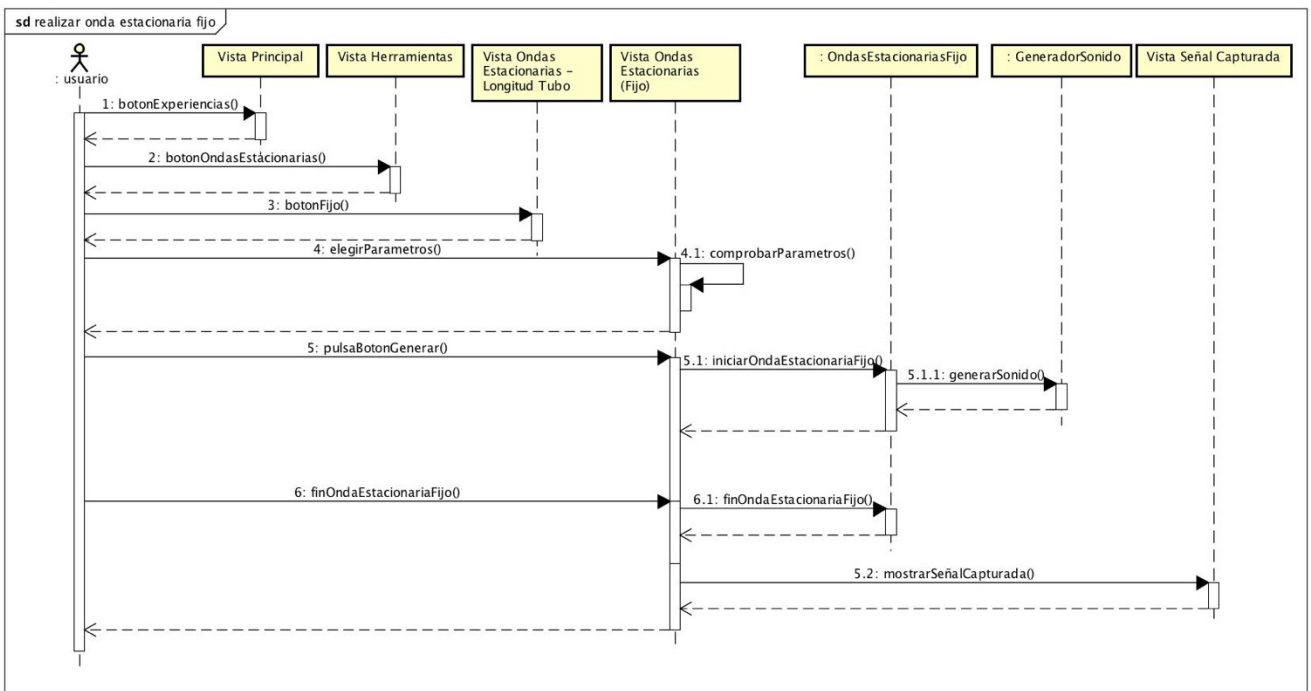 sd realizar onda estacionaria fijo
: usuario
Vista Principal
Vista Herramientas
Vista Ondas
Estacionarias -
Longitud Tubo
Vista Ondas
Estacionarias
(Fijo)
: OndasEstacionariasFijo
: GeneradorSonido
Vista Señal Capturada
1: botonExperiencias()
2: botonOndasEstacionarias()
3: botonFijo()
4: elegirParametros()
4.1: comprobarParametros()
5: pulsaBotonGenerar()
5.1: iniciarOndaEstacionariaFijo()
5.1.1: generarSonido()
6: finOndaEstacionariaFijo()
6.1: finOndaEstacionariaFijo()
5.2: mostrarSeñalCapturada()